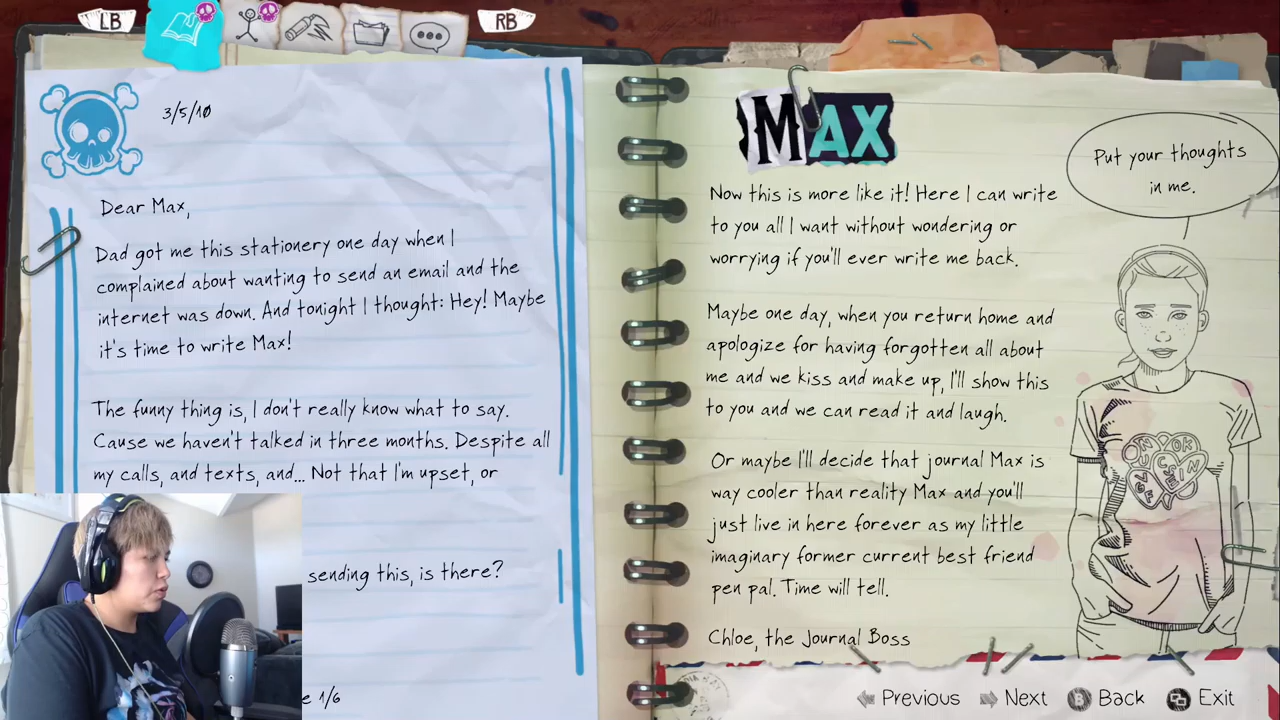 LB
RB
3/5/10
Dear Max,
Dad got me this stationery one day when I
complained about wanting to send an email and the
internet was down. And tonight I thought: Hey! Maybe
it's time to write Max!
The funny thing is, I don't really know what to say.
Cause we haven't talked in three months. Despite all
my calls, and texts, and... Not that I'm upset, or
sending this, is there?
1/6
MAX
Now this is more like it! Here I can write
to you all I want without wondering or
worrying if you'll ever write me back.
Maybe one day, when you return home and
apologize for having forgotten all about
me and we kiss and make up, I'll show this
to you and we can read it and laugh.
Or maybe I'll decide that journal Max is
way cooler than reality Max and you'll
just live in here forever as my little
imaginary former current best friend
pen pal. Time will tell.
Chloe, the Journal Boss
Put your thoughts
in me.
Previous
Next
B Back
Exit